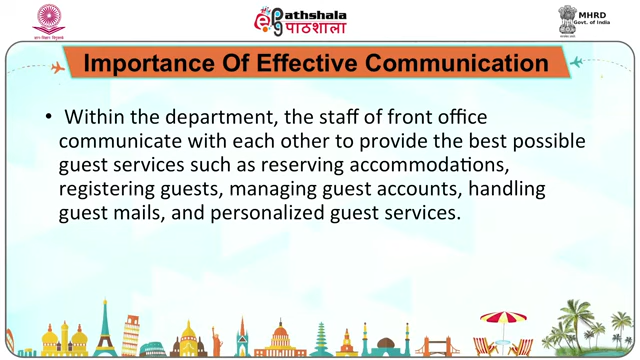 ePathshala
पाठशाला
MHRD
Govt. of India
Importance Of Effective Communication
• Within the department, the staff of front office
communicate with each other to provide the best possible
guest services such as reserving accommodations,
registering guests, managing guest accounts, handling
guest mails, and personalized guest services.